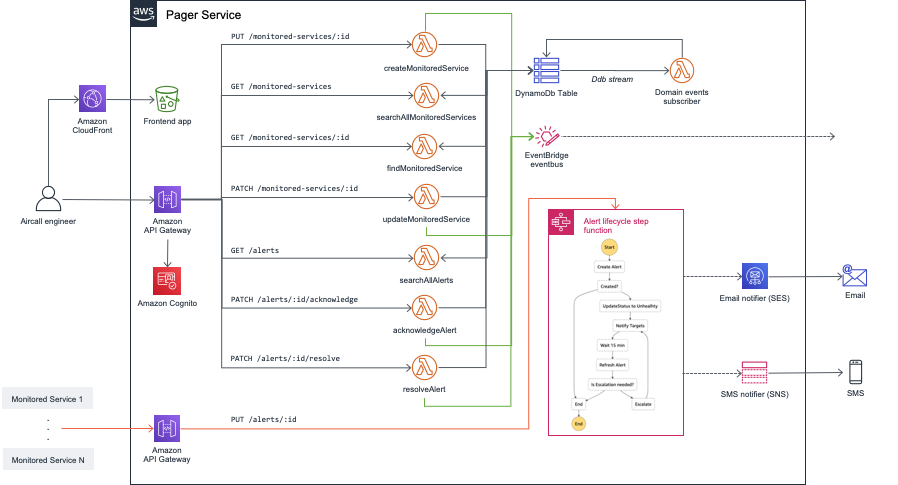 aws
Pager Service
PUT /monitored-services/:id
createMonitoredService
GET /monitored-services
searchAllMonitoredServices
GET /monitored-services/:id
findMonitoredService
PATCH /monitored-services/:id
updateMonitoredService
GET /alerts
searchAllAlerts
PATCH /alerts/:id/acknowledge
acknowledgeAlert
PATCH /alerts/:id/resolve
resolveAlert
PUT /alerts/:id
Amazon
CloudFront
Frontend app
Aircall engineer
Amazon
API Gateway
Amazon Cognito
Monitored Service 1
Monitored Service N
Amazon
API Gateway
DynamoDb Table
Ddb stream
Domain events
subscriber
EventBridge
eventbus
Alert lifecycle step
function
Start
Create Alert
Created?
UpdateStatus to Unhealthy
Notify Targets
Wait 15 min
Refresh Alert
Is Escalation needed?
End
Escalate
End
Email notifier (SES)
@
Email
SMS notifier (SNS)
SMS